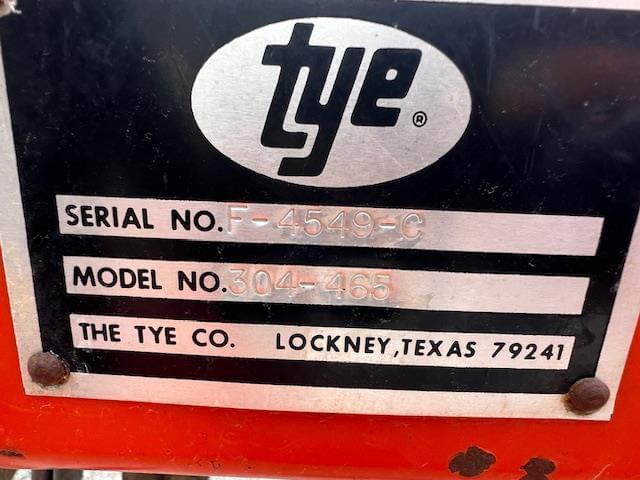 tye®
SERIAL NO. F-4549-C
MODEL NO. 304-465
THE TYE CO. LOCKNEY, TEXAS 79241